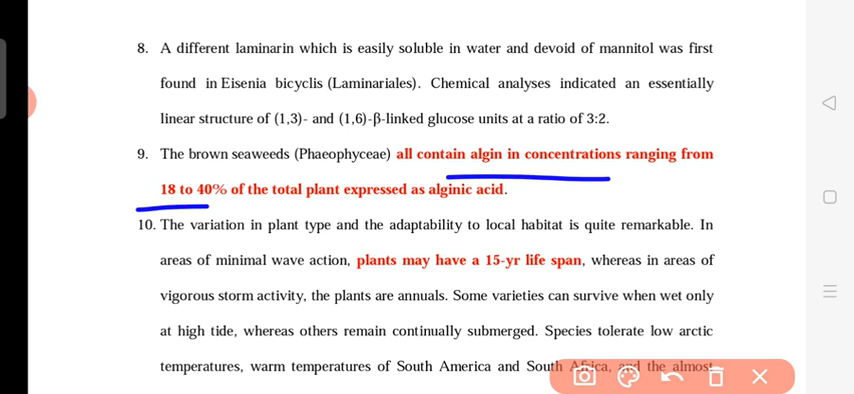 8. A different laminarin which is easily soluble in water and devoid of mannitol was first
found in Eisenia bicyclis (Laminariales). Chemical analyses indicated an essentially
linear structure of (1,3)- and (1,6)-β-linked glucose units at a ratio of 3:2.
9. The brown seaweeds (Phaeophyceae) all contain algin in concentrations ranging from
18 to 40% of the total plant expressed as alginic acid.
10. The variation in plant type and the adaptability to local habitat is quite remarkable. In
areas of minimal wave action, plants may have a 15-yr life span, whereas in areas of
vigorous storm activity, the plants are annuals. Some varieties can survive when wet only
at high tide, whereas others remain continually submerged. Species tolerate low arctic
temperatures, warm temperatures of South America and South Africa, and the almost